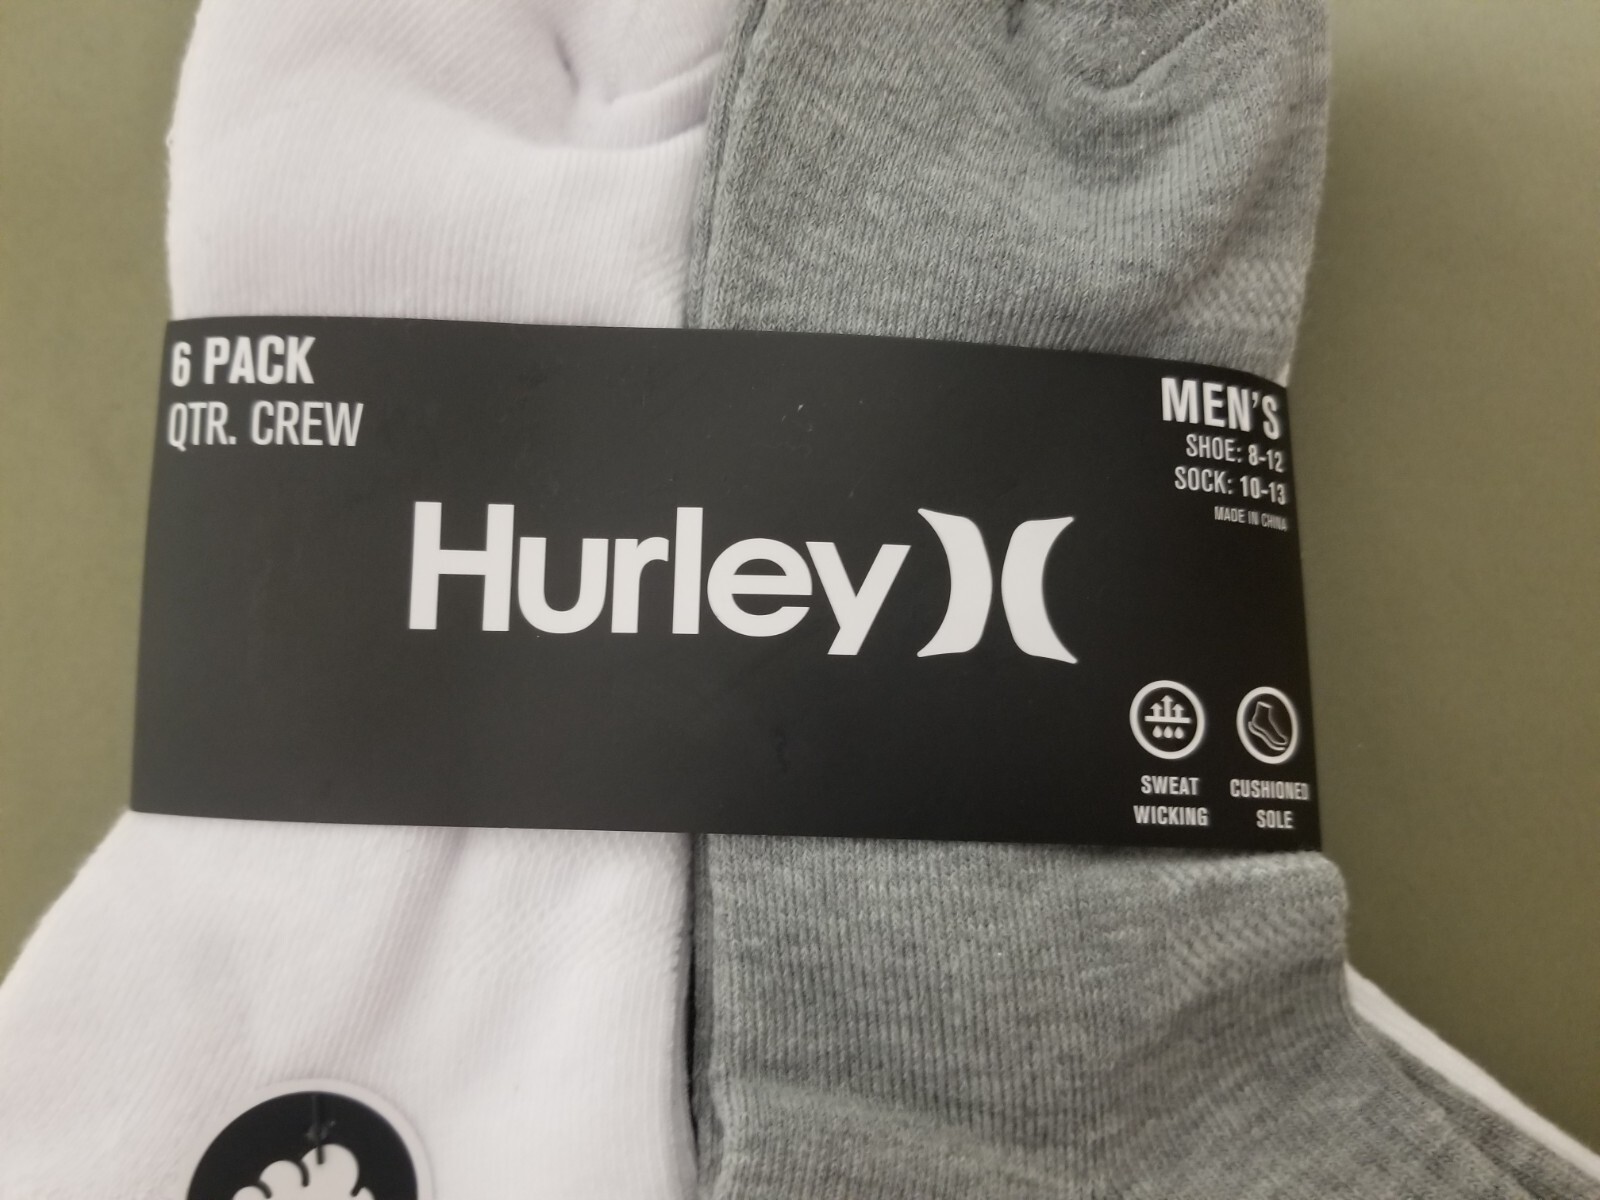 6 PACK
QTR. CREW
MEN'S
SHOE: 8-12
SOCK: 10-13
MADE IN CHINA
Hurley
SWEAT
WICKING
CUSHIONED
SOLE